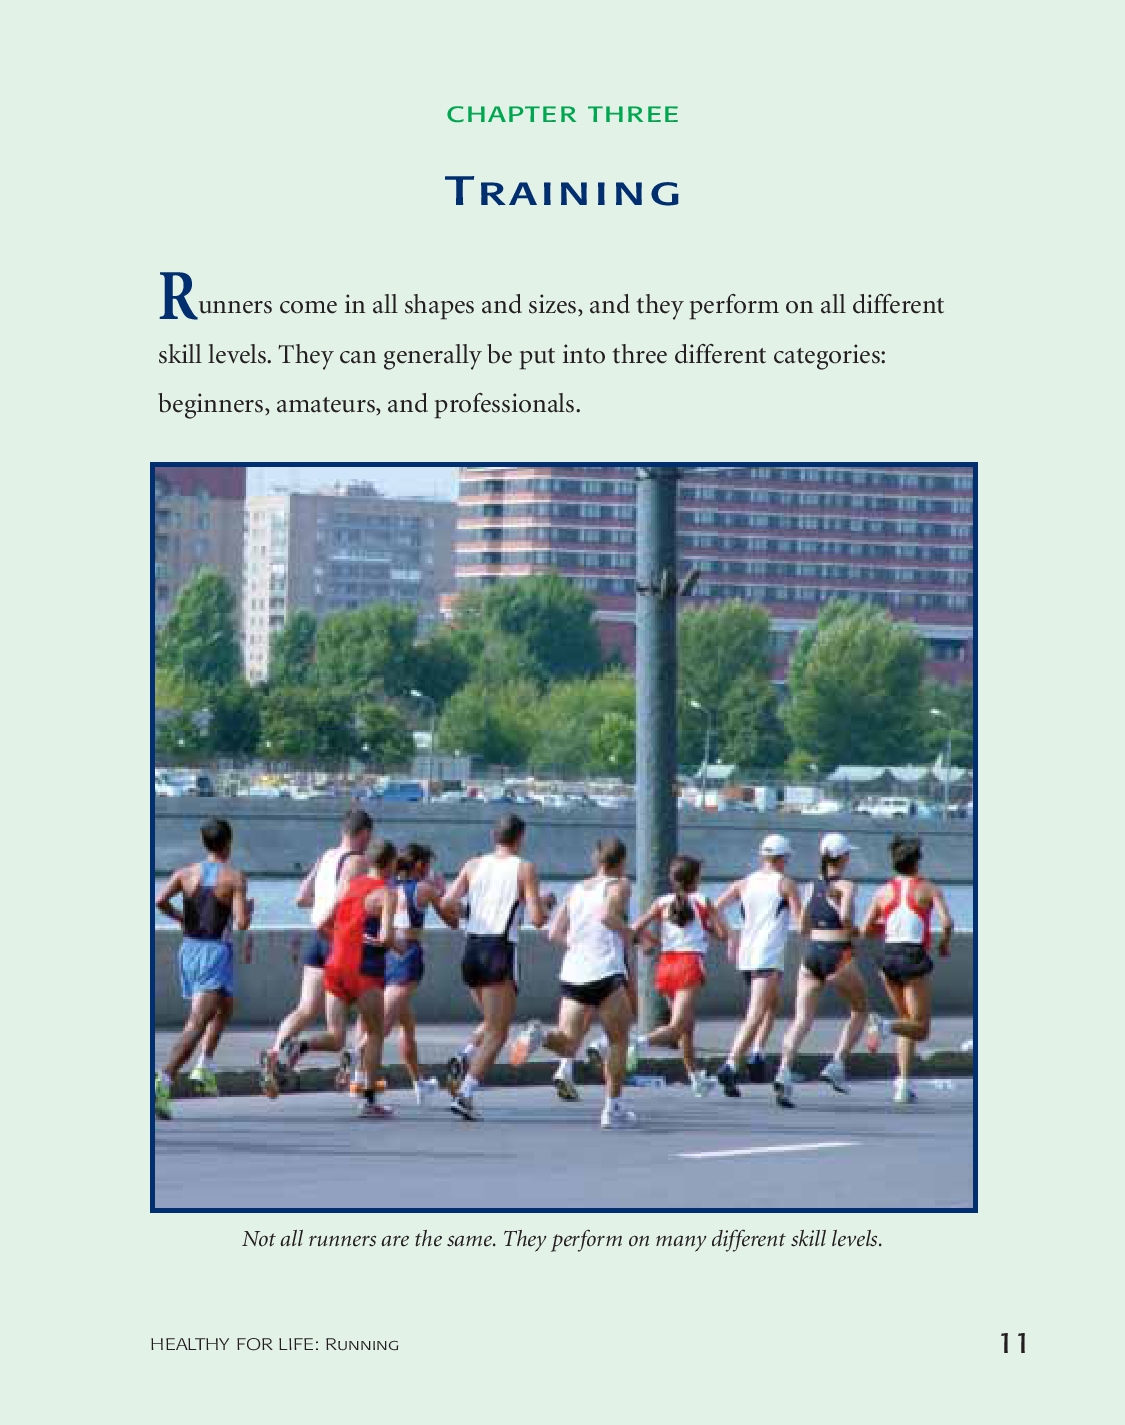 CHAPTER THREE
TRAINING
Runners come in all shapes and sizes, and they perform on all different
skill levels. They can generally be put into three different categories:
beginners, amateurs, and professionals.
Not all runners are the same. They perform on many different skill levels.
HEALTHY FOR LIFE: RUNNING
11